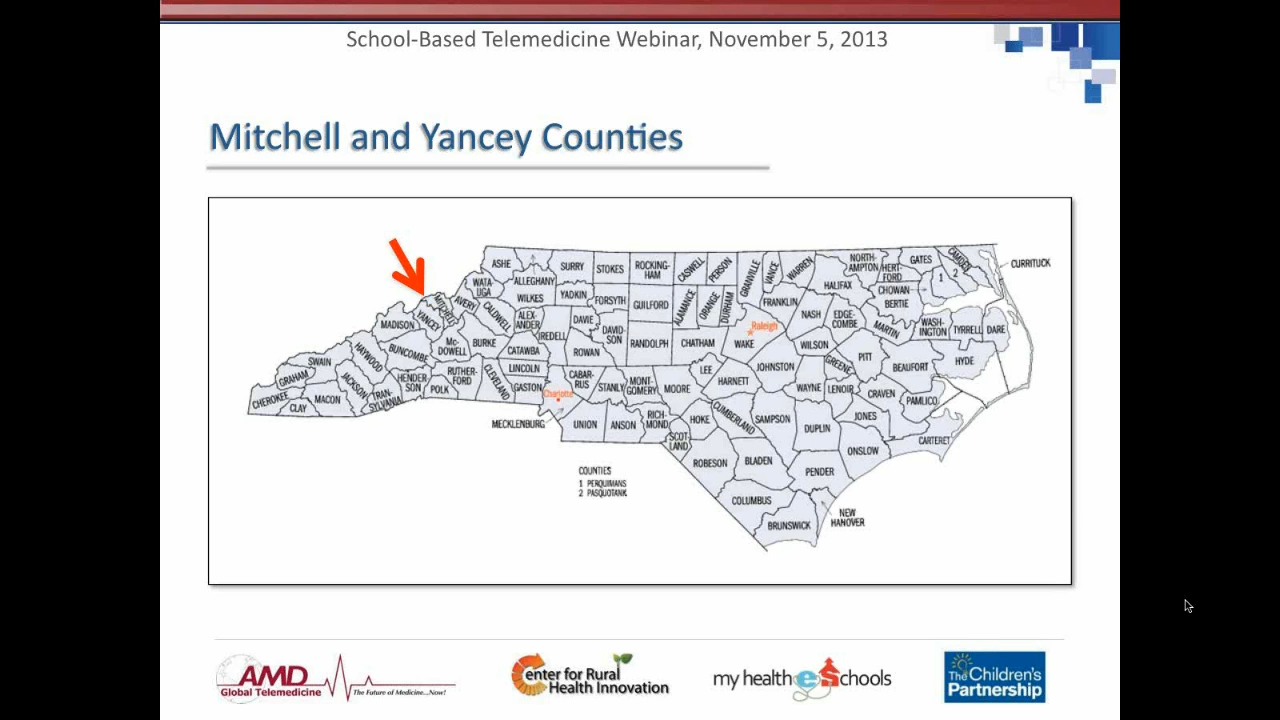 School-Based Telemedicine Webinar, November 5, 2013
Mitchell and Yancey Counties
ASHE
ALLEGHANY
SURRY
STOKES
ROCKING-
HAM
CASWELL
PERSON
GRANVILLE
VANCE
WARREN
NORTH-
AMPTON
HERT-
FORD
GATES
CAMDEN
CURRITUCK
1
2
WATA-
UGA
WILKES
YADKIN
FORSYTH
GUILFORD
ALAMANCE
ORANGE
DURHAM
FRANKLIN
HALIFAX
CHOWAN
BERTIE
MITCHELL
AVERY
CALDWELL
ALEX-
ANDER
DAVIE
IREDELL
DAVID-
SON
RANDOLPH
CHATHAM
Raleigh
WAKE
NASH
EDGE-
COMBE
MARTIN
WASH-
INGTON
TYRRELL
DARE
MADISON
YANCEY
Mc-
DOWELL
BURKE
CATAWBA
ROWAN
WILSON
PITT
BEAUFORT
HYDE
SWAIN
HAYWOOD
BUNCOMBE
RUTHER-
FORD
CLEVELAND
LINCOLN
GASTON
CABAR-
RUS
STANLY
MONT-
GOMERY
MOORE
LEE
HARNETT
JOHNSTON
GREENE
WAYNE
LENOIR
CRAVEN
PAMLICO
CHEROKEE
GRAHAM
CLAY
MACON
JACKSON
TRAN-
SYLVANIA
HENDER
SON
POLK
Charlotte
MECKLENBURG
UNION
ANSON
RICH-
MOND
SCOT-
LAND
HOKE
CUMBERLAND
SAMPSON
DUPLIN
JONES
ONSLOW
CARTERET
ROBESON
BLADEN
PENDER
COLUMBUS
BRUNSWICK
NEW
HANOVER
COUNTIES
1 PERQUIMANS
2 PASQUOTANK
AMD
Global Telemedicine
The Future of Medicine...Now!
Center for Rural
Health Innovation
my health e Schools
The Children's
Partnership